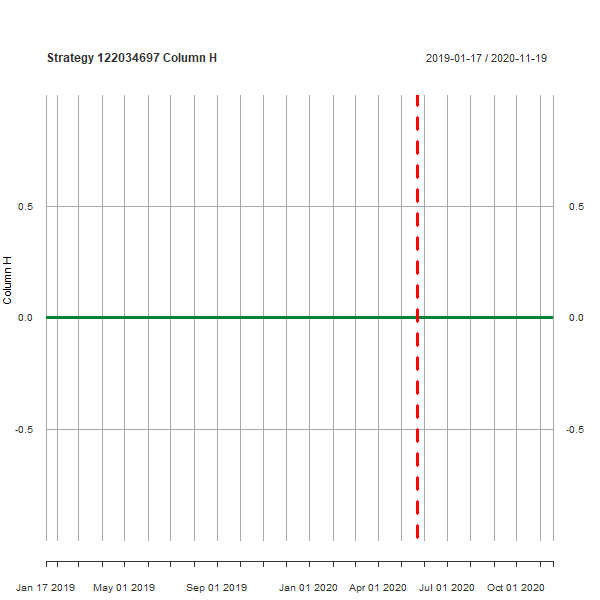 Strategy 122034697 Column H
2019-01-17 / 2020-11-19
0.5
0.5
Column H
0.0
0.0
-0.5
-0.5
Jan 17 2019
May 01 2019
Sep 01 2019
Jan 01 2020
Apr 01 2020
Jul 01 2020
Oct 01 2020